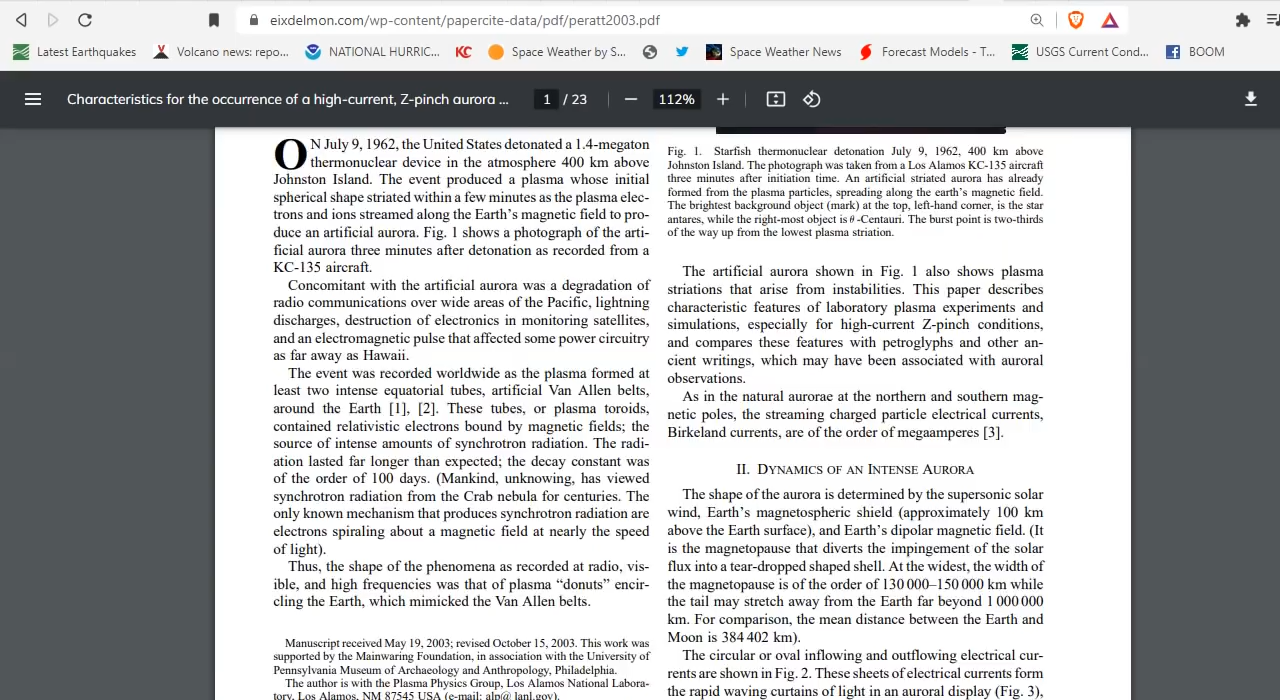 eixdelmon.com/wp-content/papercite-data/pdf/peratt2003.pdf
Latest Earthquakes
Volcano news: repo...
NATIONAL HURRIC...
KC
Space Weather by S...
Space Weather News
Forecast Models - T...
USGS Current Cond...
BOOM
Characteristics for the occurrence of a high-current, Z-pinch aurora ...
1 / 23
112%
ON July 9, 1962, the United States detonated a 1.4-megaton
thermonuclear device in the atmosphere 400 km above
Johnston Island. The event produced a plasma whose initial
spherical shape striated within a few minutes as the plasma elec-
trons and ions streamed along the Earth's magnetic field to pro-
duce an artificial aurora. Fig. 1 shows a photograph of the arti-
ficial aurora three minutes after detonation as recorded from a
KC-135 aircraft.
Concomitant with the artificial aurora was a degradation of
radio communications over wide areas of the Pacific, lightning
discharges, destruction of electronics in monitoring satellites,
and an electromagnetic pulse that affected some power circuitry
as far away as Hawaii.
The event was recorded worldwide as the plasma formed at
least two intense equatorial tubes, artificial Van Allen belts,
around the Earth [1], [2]. These tubes, or plasma toroids,
contained relativistic electrons bound by magnetic fields; the
source of intense amounts of synchrotron radiation. The radi-
ation lasted far longer than expected; the decay constant was
of the order of 100 days. (Mankind, unknowing, has viewed
synchrotron radiation from the Crab nebula for centuries. The
only known mechanism that produces synchrotron radiation are
electrons spiraling about a magnetic field at nearly the speed
of light).
Thus, the shape of the phenomena as recorded at radio, vis-
ible, and high frequencies was that of plasma "donuts" encir-
cling the Earth, which mimicked the Van Allen belts.
Manuscript received May 19, 2003; revised October 15, 2003. This work was
supported by the Mainwaring Foundation, in association with the University of
Pennsylvania Museum of Archaeology and Anthropology, Philadelphia.
The author is with the Plasma Physics Group, Los Alamos National Labora-
tory, Los Alamos, NM 87545 USA (e-mail: alp@ lanl.gov).
Fig. 1. Starfish thermonuclear detonation July 9, 1962, 400 km above
Johnston Island. The photograph was taken from a Los Alamos KC-135 aircraft
three minutes after initiation time. An artificial striated aurora has already
formed from the plasma particles, spreading along the earth's magnetic field.
The brightest background object (mark) at the top, left-hand corner, is the star
antares, while the right-most object is θ-Centauri. The burst point is two-thirds
of the way up from the lowest plasma striation.
The artificial aurora shown in Fig. 1 also shows plasma
striations that arise from instabilities. This paper describes
characteristic features of laboratory plasma experiments and
simulations, especially for high-current Z-pinch conditions,
and compares these features with petroglyphs and other an-
cient writings, which may have been associated with auroral
observations.
As in the natural aurorae at the northern and southern mag-
netic poles, the streaming charged particle electrical currents,
Birkeland currents, are of the order of megaamperes [3].
II. DYNAMICS OF AN INTENSE AURORA
The shape of the aurora is determined by the supersonic solar
wind, Earth's magnetospheric shield (approximately 100 km
above the Earth surface), and Earth's dipolar magnetic field. (It
is the magnetopause that diverts the impingement of the solar
flux into a tear-dropped shaped shell. At the widest, the width of
the magnetopause is of the order of 130 000–150 000 km while
the tail may stretch away from the Earth far beyond 1 000 000
km. For comparison, the mean distance between the Earth and
Moon is 384 402 km).
The circular or oval inflowing and outflowing electrical cur-
rents are shown in Fig. 2. These sheets of electrical currents form
the rapid waving curtains of light in an auroral display (Fig. 3),